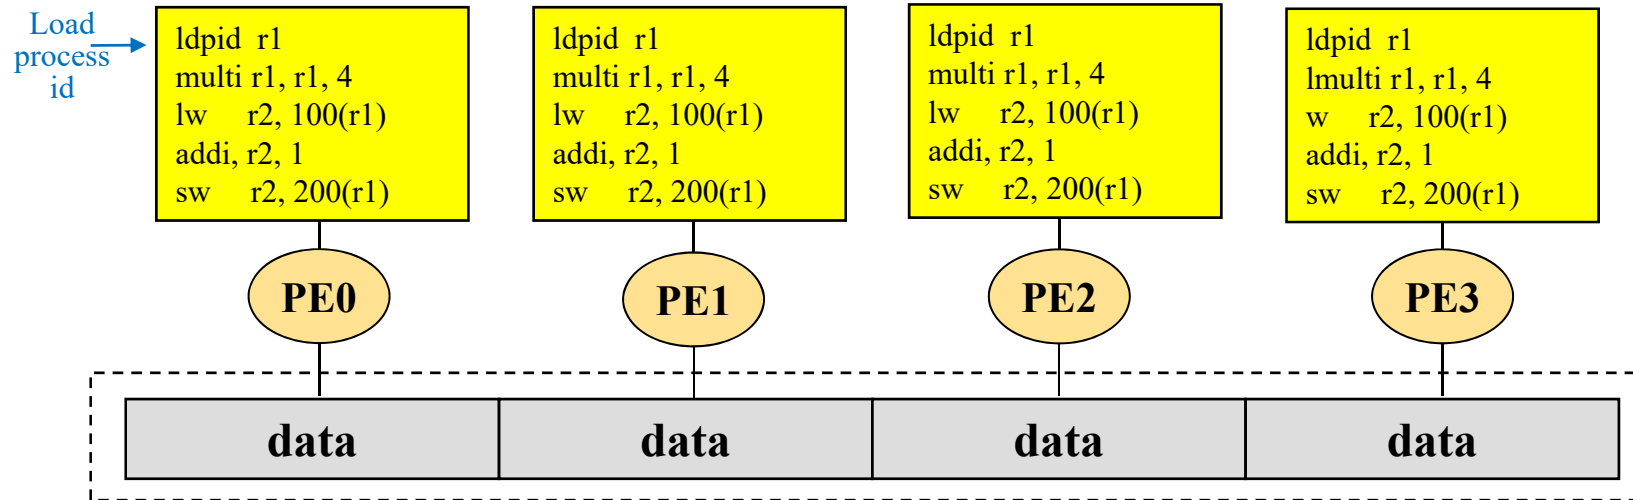 Load
process
id
ldpid r1
multi r1, r1, 4
lw r2, 100(r1)
addi, r2, 1
sw r2, 200(r1)
ldpid r1
multi r1, r1, 4
lw r2, 100(r1)
addi, r2, 1
sw r2, 200(r1)
ldpid r1
multi r1, r1, 4
lw r2, 100(r1)
addi, r2, 1
sw r2, 200(r1)
ldpid r1
lmulti r1, r1, 4
w r2, 100(r1)
addi, r2, 1
sw r2, 200(r1)
PE0
PE1
PE2
PE3
data
data
data
data